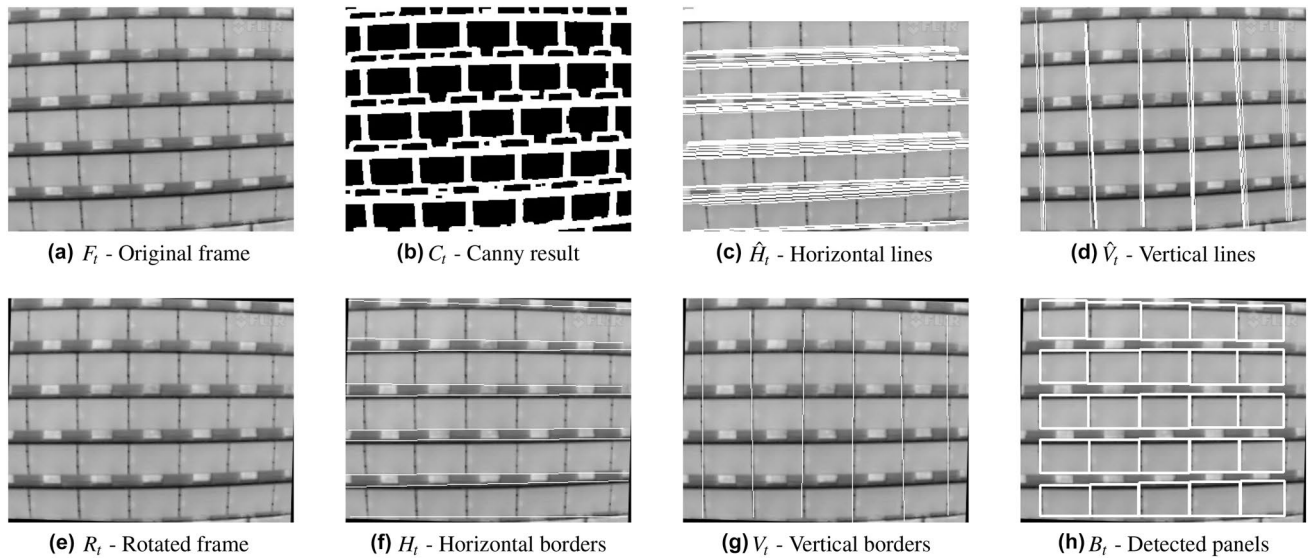 (a) Fₜ - Original frame
(b) Cₜ - Canny result
(c) Ĥₜ - Horizontal lines
(d) V̂ₜ - Vertical lines
(e) Rₜ - Rotated frame
(f) Hₜ - Horizontal borders
(g) Vₜ - Vertical borders
(h) Bₜ - Detected panels